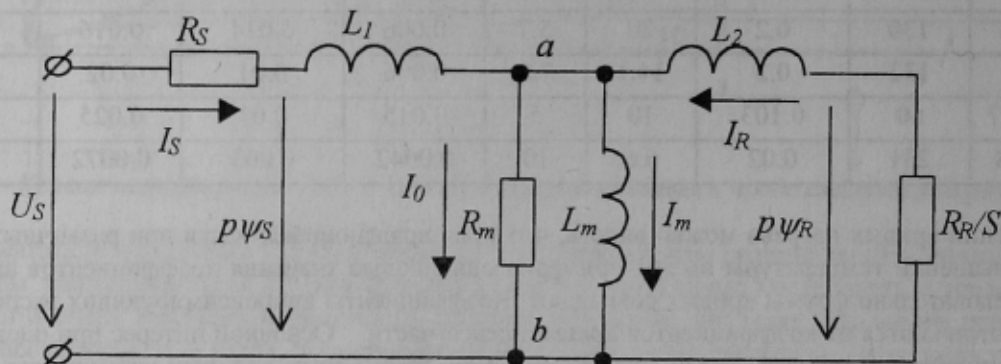 R_S L_1 a L_2
I_S I_R
I_0
U_S pψ_S R_m L_m I_m pψ_R R_R/S
b